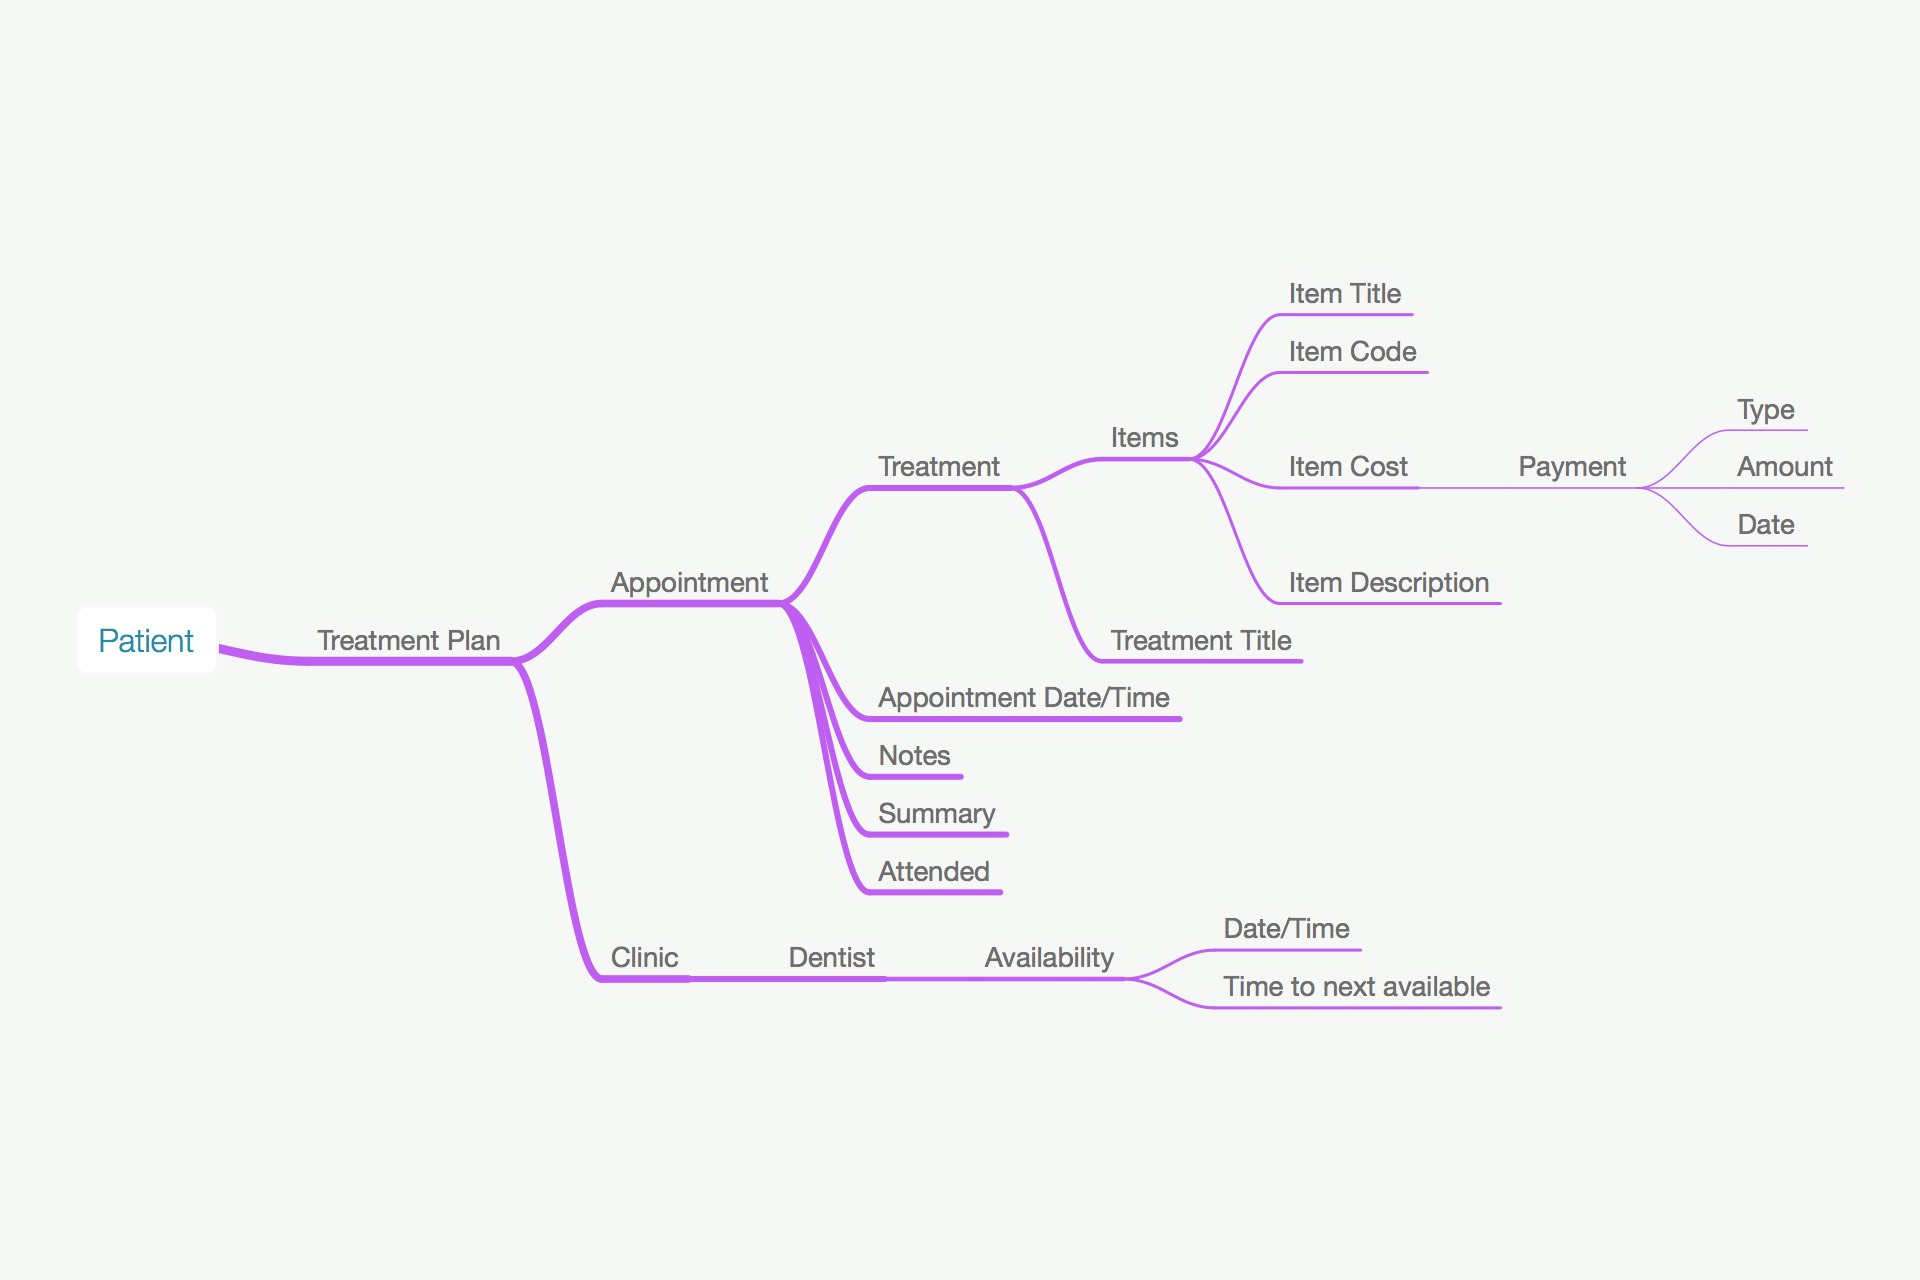 Patient
Treatment Plan
Appointment
Treatment
Items
Item Title
Item Code
Item Cost
Payment
Type
Amount
Date
Item Description
Treatment Title
Appointment Date/Time
Notes
Summary
Attended
Clinic
Dentist
Availability
Date/Time
Time to next available